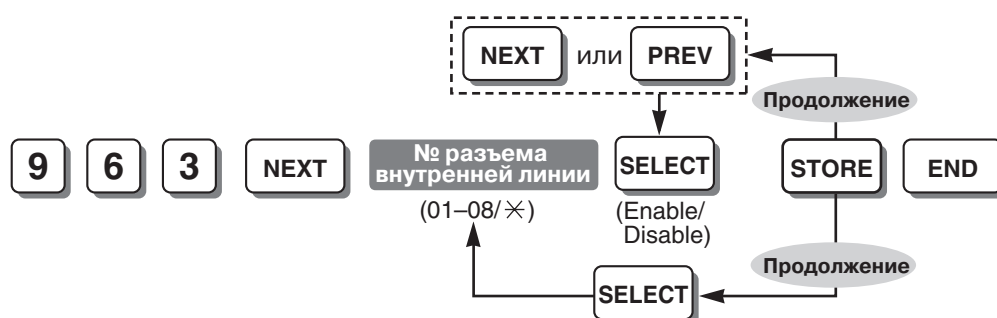 NEXT или PREV
Продолжение
9 6 3 NEXT
№ разъема
внутренней линии
(01–08/✳)
SELECT
(Enable/
Disable)
STORE
END
Продолжение
SELECT